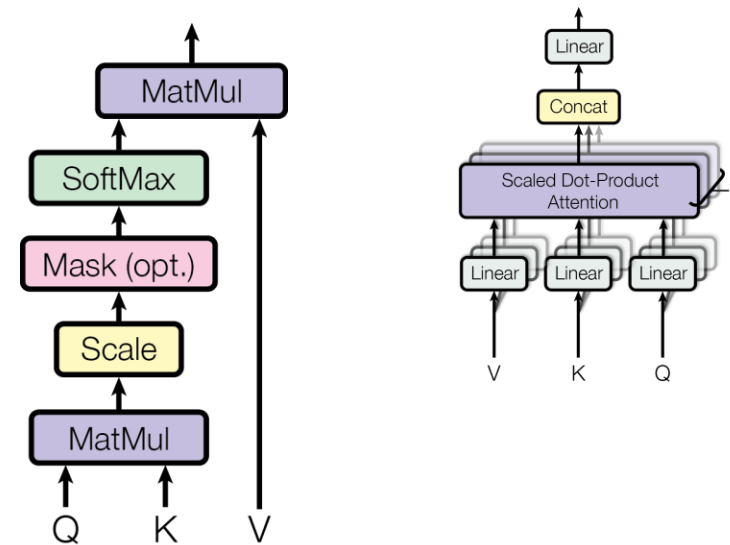 MatMul
SoftMax
Mask (opt.)
Scale
MatMul
Q K V
Linear
Concat
Scaled Dot-Product
Attention
Linear Linear Linear
V K Q